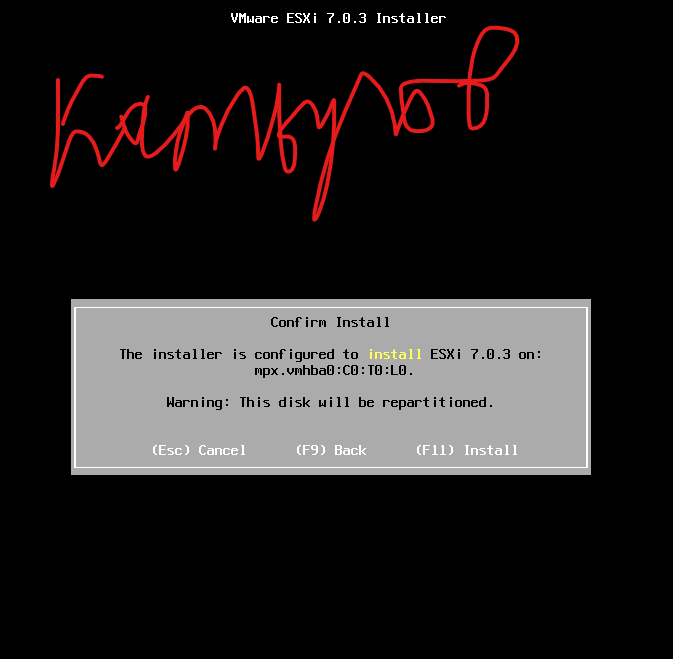 VMware ESXi 7.0.3 Installer
Confirm Install
The installer is configured to install ESXi 7.0.3 on:
mpx.vmhba0:C0:T0:L0.
Warning: This disk will be repartitioned.
(Esc) Cancel (F9) Back (F11) Install